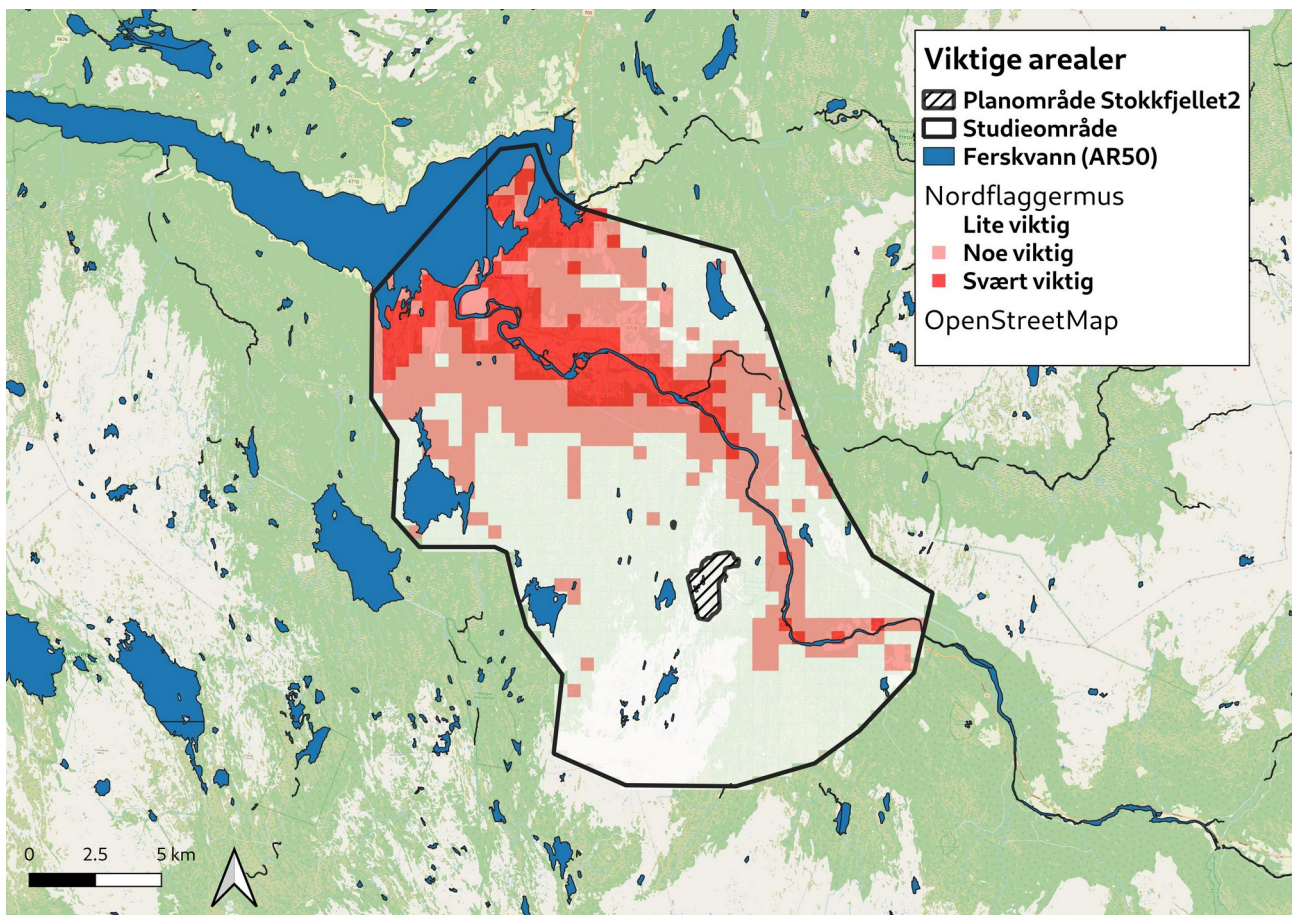 Viktige arealer
Planområde Stokkfjellet2
Studieområde
Ferskvann (AR50)
Nordflaggermus
Lite viktig
Noe viktig
Svært viktig
OpenStreetMap
0 2.5 5 km